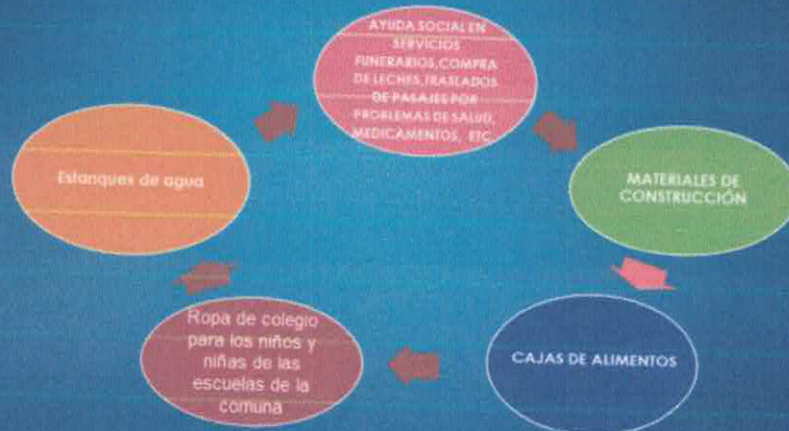 AYUDA SOCIAL EN
SERVICIOS
FUNERARIOS, COMPRA
DE LECHES, TRASLADOS
DE PASAJES POR
PROBLEMAS DE SALUD,
MEDICAMENTOS, ETC
MATERIALES DE
CONSTRUCCIÓN
CAJAS DE ALIMENTOS
Ropa de colegio
para los niños y
niñas de las
escuelas de la
comuna
Estanques de agua